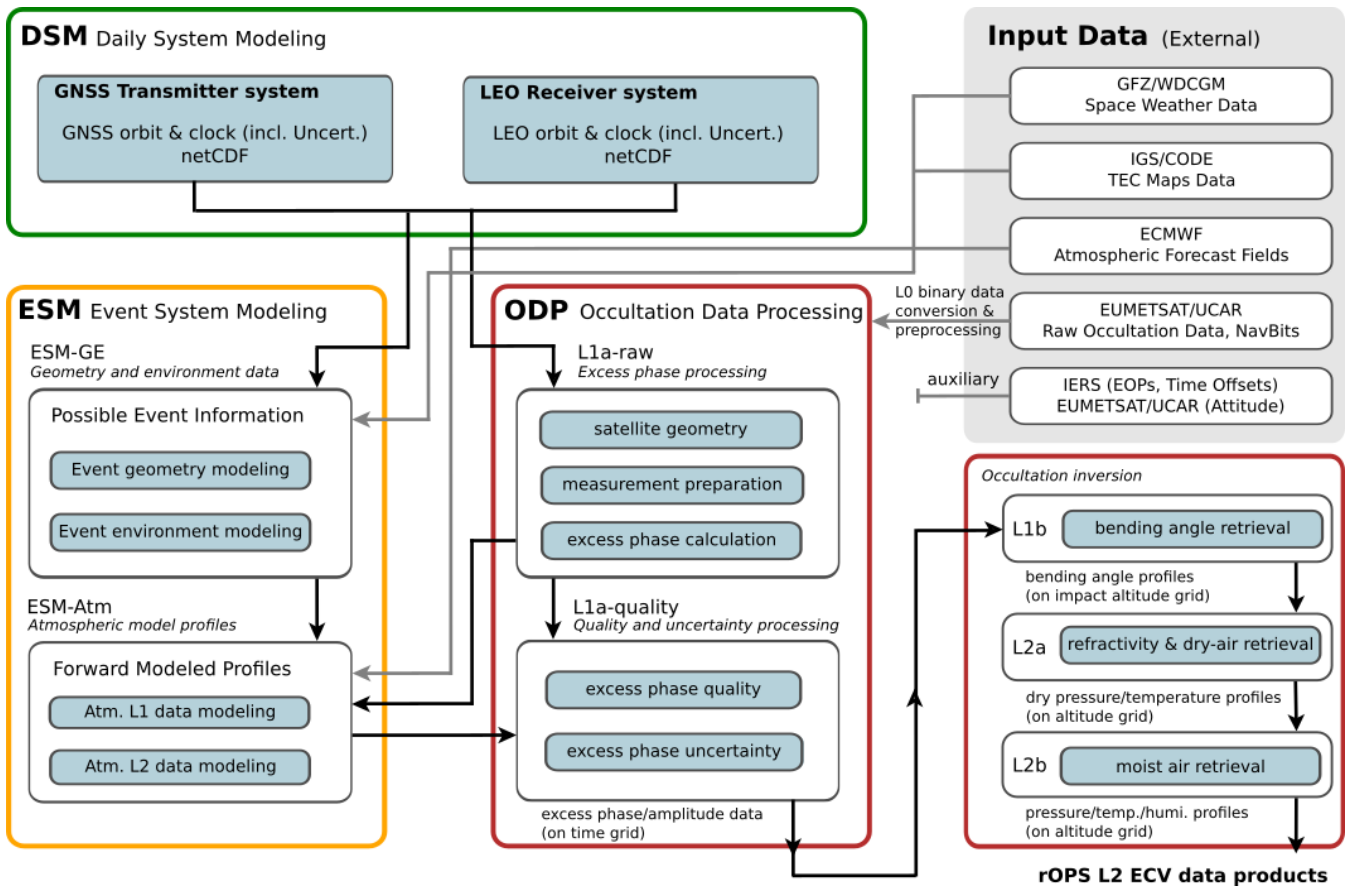 DSM Daily System Modeling
GNSS Transmitter system
GNSS orbit & clock (incl. Uncert.)
netCDF
LEO Receiver system
LEO orbit & clock (incl. Uncert.)
netCDF
Input Data (External)
GFZ/WDCGM
Space Weather Data
IGS/CODE
TEC Maps Data
ECMWF
Atmospheric Forecast Fields
L0 binary data
conversion &
preprocessing
EUMETSAT/UCAR
Raw Occultation Data, NavBits
auxiliary
IERS (EOPs, Time Offsets)
EUMETSAT/UCAR (Attitude)
ESM Event System Modeling
ESM-GE
Geometry and environment data
Possible Event Information
Event geometry modeling
Event environment modeling
ESM-Atm
Atmospheric model profiles
Forward Modeled Profiles
Atm. L1 data modeling
Atm. L2 data modeling
ODP Occultation Data Processing
L1a-raw
Excess phase processing
satellite geometry
measurement preparation
excess phase calculation
L1a-quality
Quality and uncertainty processing
excess phase quality
excess phase uncertainty
excess phase/amplitude data
(on time grid)
Occultation inversion
L1b bending angle retrieval
bending angle profiles
(on impact altitude grid)
L2a refractivity & dry-air retrieval
dry pressure/temperature profiles
(on altitude grid)
L2b moist air retrieval
pressure/temp./humi. profiles
(on altitude grid)
rOPS L2 ECV data products